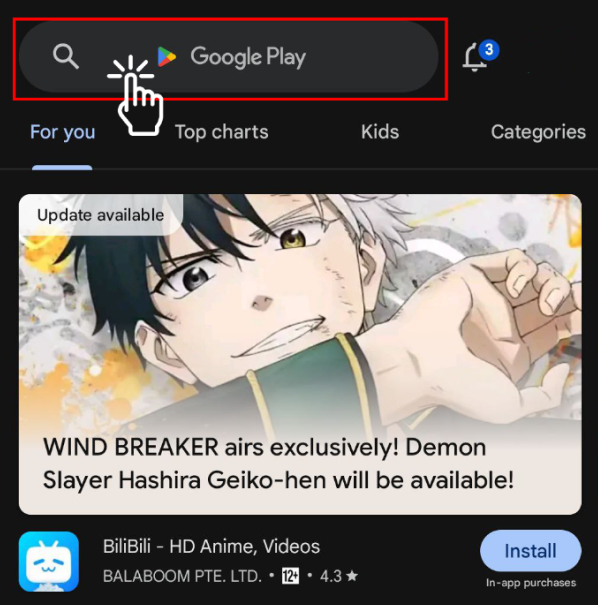 Google Play
3
For you
Top charts
Kids
Categories
Update available
WIND BREAKER airs exclusively! Demon
Slayer Hashira Geiko-hen will be available!
BiliBili - HD Anime, Videos
Install
BALABOOM PTE. LTD. • 12+ • 4.3 ★
In-app purchases